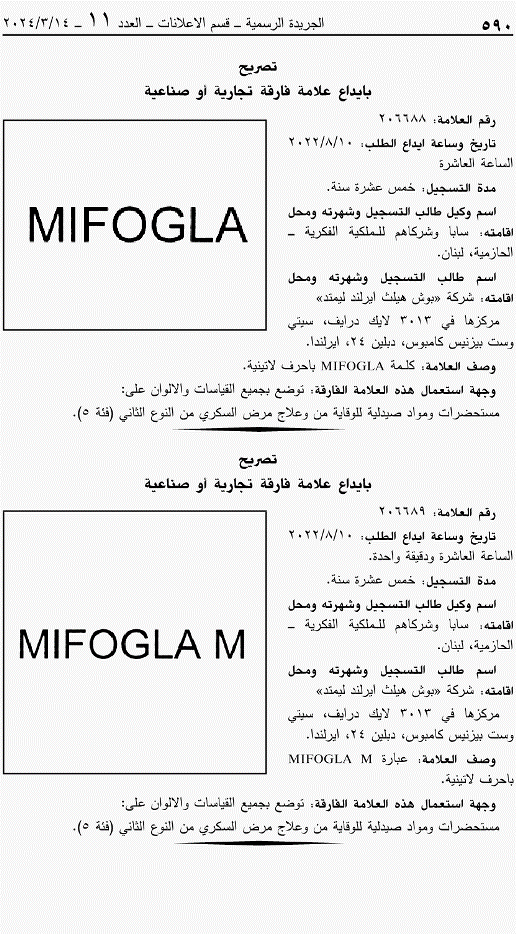 ٥٩٠ الجريدة الرسمية ـ قسم الاعلانات ـ العدد ١١ ـ ٢٠٢٤/٣/١٤
تصريح
بايداع علامة فارقة تجارية أو صناعية
رقم العلامة: ٢٠٦٦٨٨
تاريخ وساعة ايداع الطلب: ٢٠٢٢/٨/١٠
الساعة العاشرة
مدة التسجيل: خمس عشرة سنة.
اسم وكيل طالب التسجيل وشهرته ومحل
اقامته: سابا وشركاهم للملكية الفكرية ـ
الحازمية، لبنان.
اسم طالب التسجيل وشهرته ومحل
اقامته: شركة «بوش هيلث ايرلند ليمتد»
مركزها في ٣٠١٣ لايك درايف، سيتي
وست بيزنيس كامبوس، دبلين ٢٤، ايرلندا.
MIFOGLA
وصف العلامة: كلمة MIFOGLA باحرف لاتينية.
وجهة استعمال هذه العلامة الفارقة: توضع بجميع القياسات والالوان على:
مستحضرات ومواد صيدلية للوقاية من وعلاج مرض السكري من النوع الثاني (فئة ٥).
تصريح
بايداع علامة فارقة تجارية أو صناعية
رقم العلامة: ٢٠٦٦٨٩
تاريخ وساعة ايداع الطلب: ٢٠٢٢/٨/١٠
الساعة العاشرة ودقيقة واحدة.
مدة التسجيل: خمس عشرة سنة.
اسم وكيل طالب التسجيل وشهرته ومحل
اقامته: سابا وشركاهم للملكية الفكرية ـ
الحازمية، لبنان.
اسم طالب التسجيل وشهرته ومحل
اقامته: شركة «بوش هيلث ايرلند ليمتد»
مركزها في ٣٠١٣ لايك درايف، سيتي
وست بيزنيس كامبوس، دبلين ٢٤، ايرلندا.
وصف العلامة: عبارة MIFOGLA M
باحرف لاتينية.
MIFOGLA M
وجهة استعمال هذه العلامة الفارقة: توضع بجميع القياسات والالوان على:
مستحضرات ومواد صيدلية للوقاية من وعلاج مرض السكري من النوع الثاني (فئة ٥).